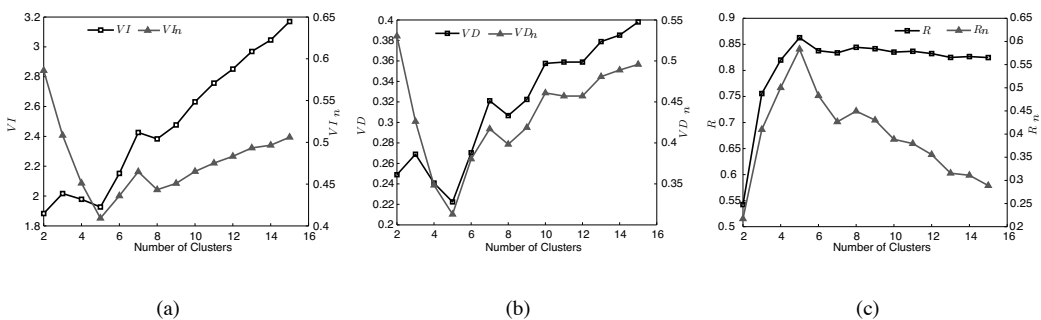 VI VIn
3.2
3
2.8
2.6
2.4
2.2
2
1.8
VI
2 4 6 8 10 12 14 16
Number of Clusters
0.65
0.6
0.55
0.5
0.45
0.4
VI n
(a)
VD VDn
0.4
0.38
0.36
0.34
0.32
0.3
0.28
0.26
0.24
0.22
0.2
VD
2 4 6 8 10 12 14 16
Number of Clusters
0.55
0.5
0.45
0.4
0.35
VD n
(b)
R Rn
0.9
0.85
0.8
0.75
0.7
0.65
0.6
0.55
0.5
R
2 4 6 8 10 12 14 16
Number of Clusters
0.65
0.6
0.55
0.5
0.45
0.4
0.35
0.3
0.25
0.2
R n
(c)